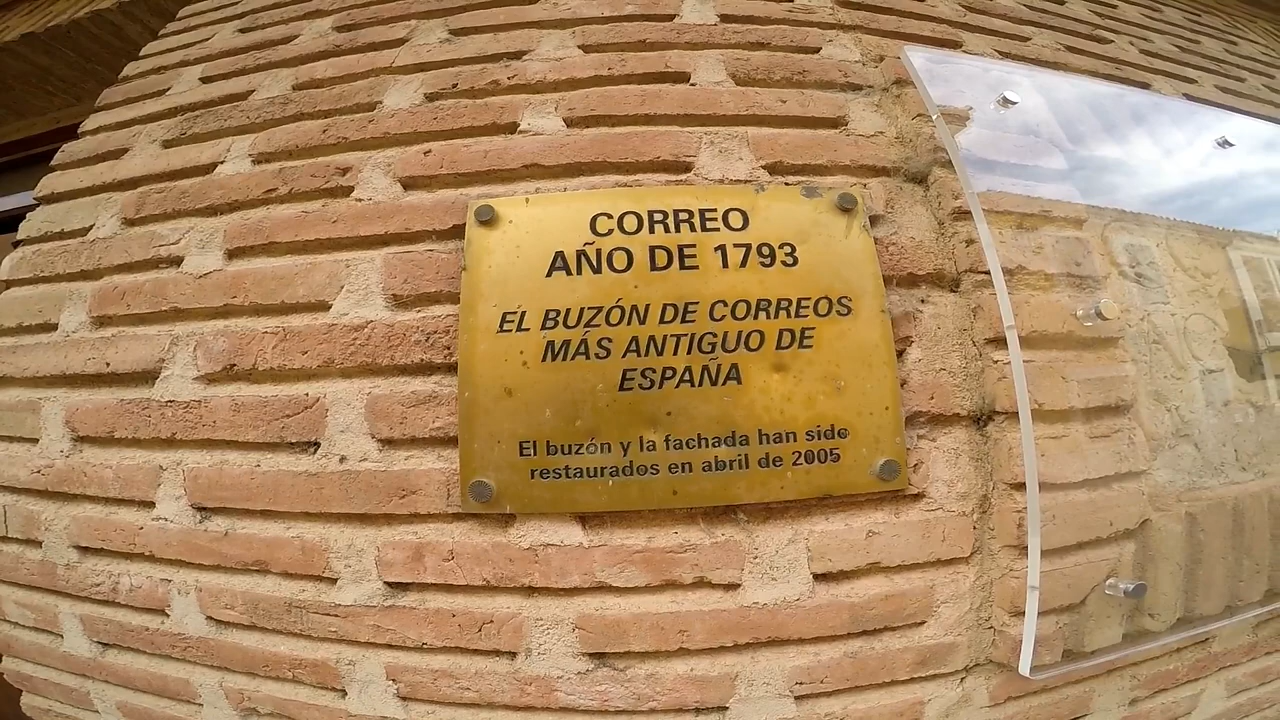 CORREO
AÑO DE 1793
EL BUZÓN DE CORREOS
MÁS ANTIGUO DE
ESPAÑA
El buzón y la fachada han sido
restaurados en abril de 2005